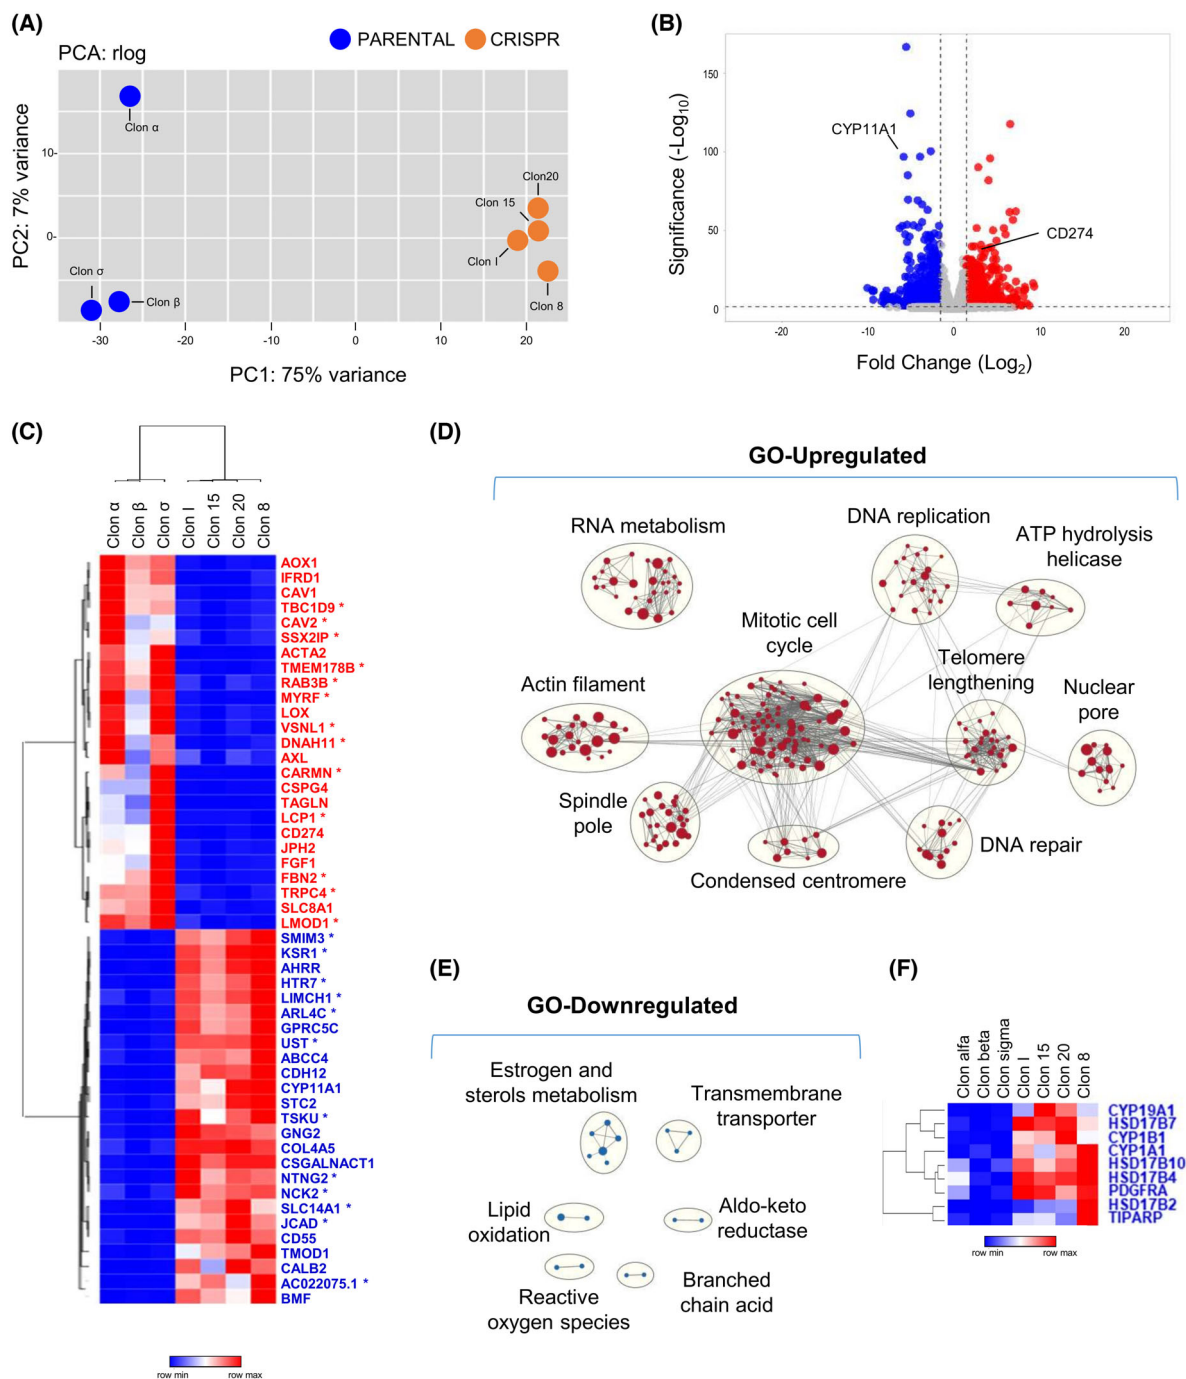 (A)
PARENTAL
CRISPR
PCA: rlog
Clon α
Clon20
Clon 15
Clon I
Clon 8
Clon σ
Clon β
10
0
PC2: 7% variance
-30
-20
-10
0
10
20
PC1: 75% variance
(B)
CYP11A1
CD274
150
100
50
0
Significance (-Log10)
-20
-10
0
10
20
Fold Change (Log2)
(C)
Clon α
Clon β
Clon σ
Clon I
Clon 15
Clon 20
Clon 8
AOX1
IFRD1
CAV1
TBC1D9 *
CAV2 *
SSX2IP *
ACTA2
TMEM178B *
RAB3B *
MYRF *
LOX
VSNL1 *
DNAH11 *
AXL
CARMN *
CSPG4
TAGLN
LCP1 *
CD274
JPH2
FGF1
FBN2 *
TRPC4 *
SLC8A1
LMOD1 *
SMIM3 *
KSR1 *
AHRR
HTR7 *
LIMCH1 *
ARL4C *
GPRC5C
UST *
ABCC4
CDH12
CYP11A1
STC2
TSKU *
GNG2
COL4A5
CSGALNACT1
NTNG2 *
NCK2 *
SLC14A1 *
JCAD *
CD55
TMOD1
CALB2
AC022075.1 *
BMF
row min
row max
(D)
GO-Upregulated
RNA metabolism
DNA replication
ATP hydrolysis
helicase
Mitotic cell
cycle
Telomere
lengthening
Nuclear
pore
Actin filament
Spindle
pole
DNA repair
Condensed centromere
(E)
GO-Downregulated
Estrogen and
sterols metabolism
Transmembrane
transporter
Lipid
oxidation
Aldo-keto
reductase
Reactive
oxygen species
Branched
chain acid
(F)
Clon alfa
Clon beta
Clon sigma
Clon I
Clon 15
Clon 20
Clon 8
CYP19A1
HSD17B7
CYP1B1
CYP1A1
HSD17B10
HSD17B4
PDGFRA
HSD17B2
TIPARP
row min
row max